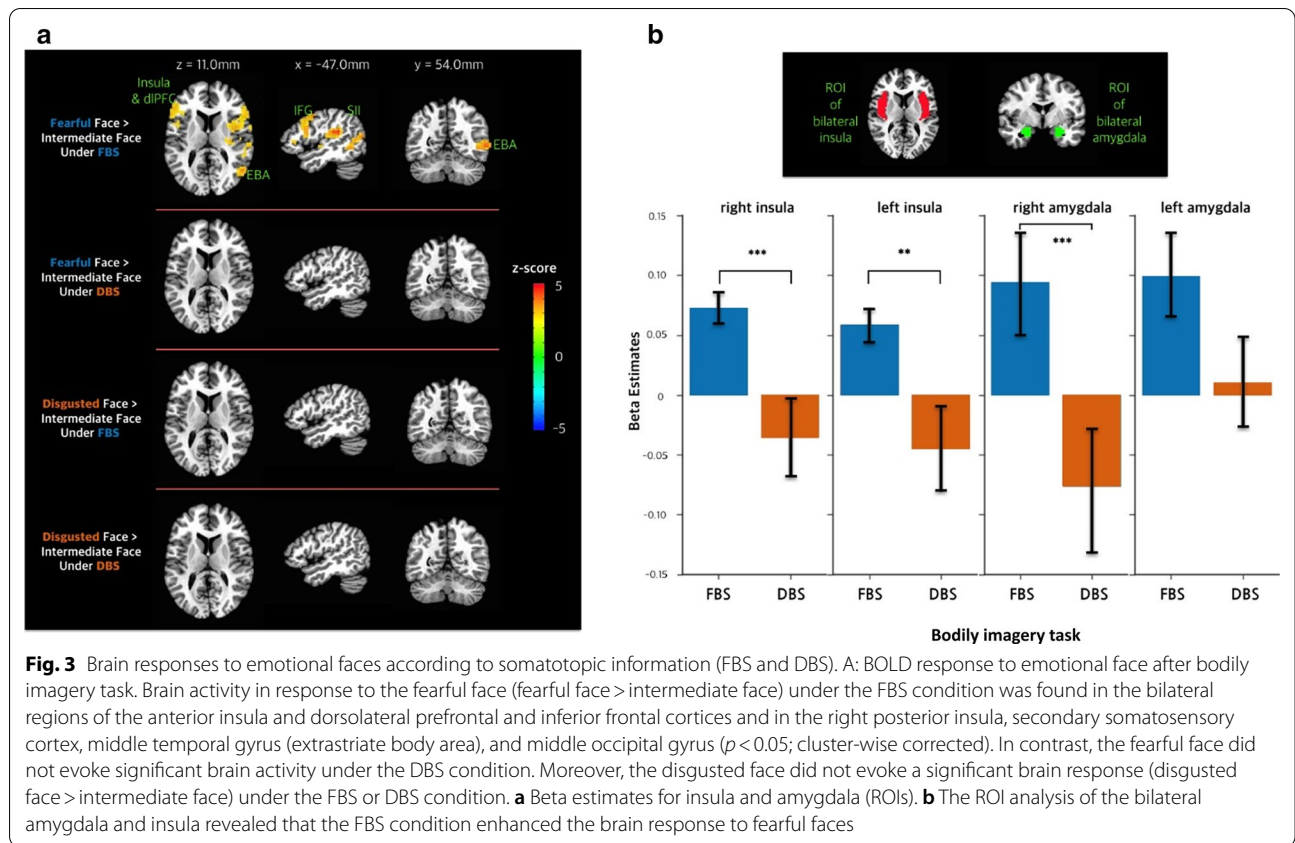 a
z = 11.0mm
x = -47.0mm
y = 54.0mm
Insula
& dlPFC
IFG
SII
EBA
EBA
Fearful Face >
Intermediate Face
Under FBS
Fearful Face >
Intermediate Face
Under DBS
Disgusted Face >
Intermediate Face
Under FBS
Disgusted Face >
Intermediate Face
Under DBS
z-score
5
0
-5
b
ROI
of
bilateral
insula
ROI
of
bilateral
amygdala
right insula
left insula
right amygdala
left amygdala
***
**
***
Beta Estimates
0.15
0.10
0.05
0
-0.05
-0.10
-0.15
FBS
DBS
FBS
DBS
FBS
DBS
FBS
DBS
Bodily imagery task
Fig. 3 Brain responses to emotional faces according to somatotopic information (FBS and DBS). A: BOLD response to emotional face after bodily
imagery task. Brain activity in response to the fearful face (fearful face > intermediate face) under the FBS condition was found in the bilateral
regions of the anterior insula and dorsolateral prefrontal and inferior frontal cortices and in the right posterior insula, secondary somatosensory
cortex, middle temporal gyrus (extrastriate body area), and middle occipital gyrus (p < 0.05; cluster-wise corrected). In contrast, the fearful face did
not evoke significant brain activity under the DBS condition. Moreover, the disgusted face did not evoke a significant brain response (disgusted
face > intermediate face) under the FBS or DBS condition. a Beta estimates for insula and amygdala (ROIs). b The ROI analysis of the bilateral
amygdala and insula revealed that the FBS condition enhanced the brain response to fearful faces